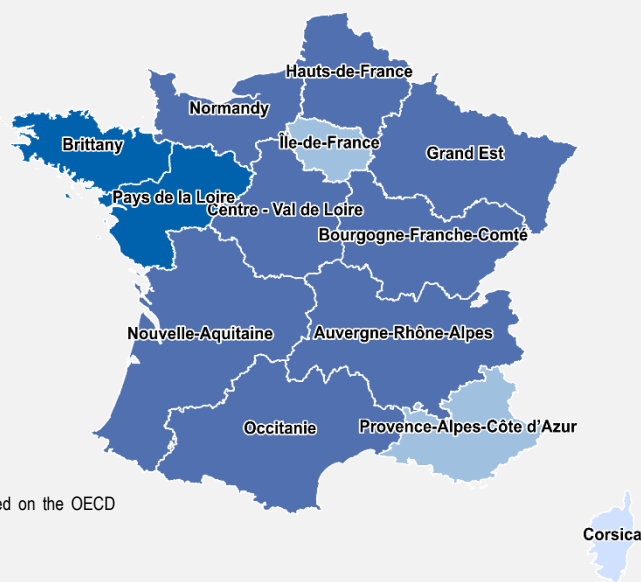 Hauts-de-France
Normandy
Île-de-France
Brittany
Grand Est
Pays de la Loire
Centre - Val de Loire
Bourgogne-Franche-Comté
Nouvelle-Aquitaine
Auvergne-Rhône-Alpes
Occitanie
Provence-Alpes-Côte d'Azur
on the OECD
Corsica